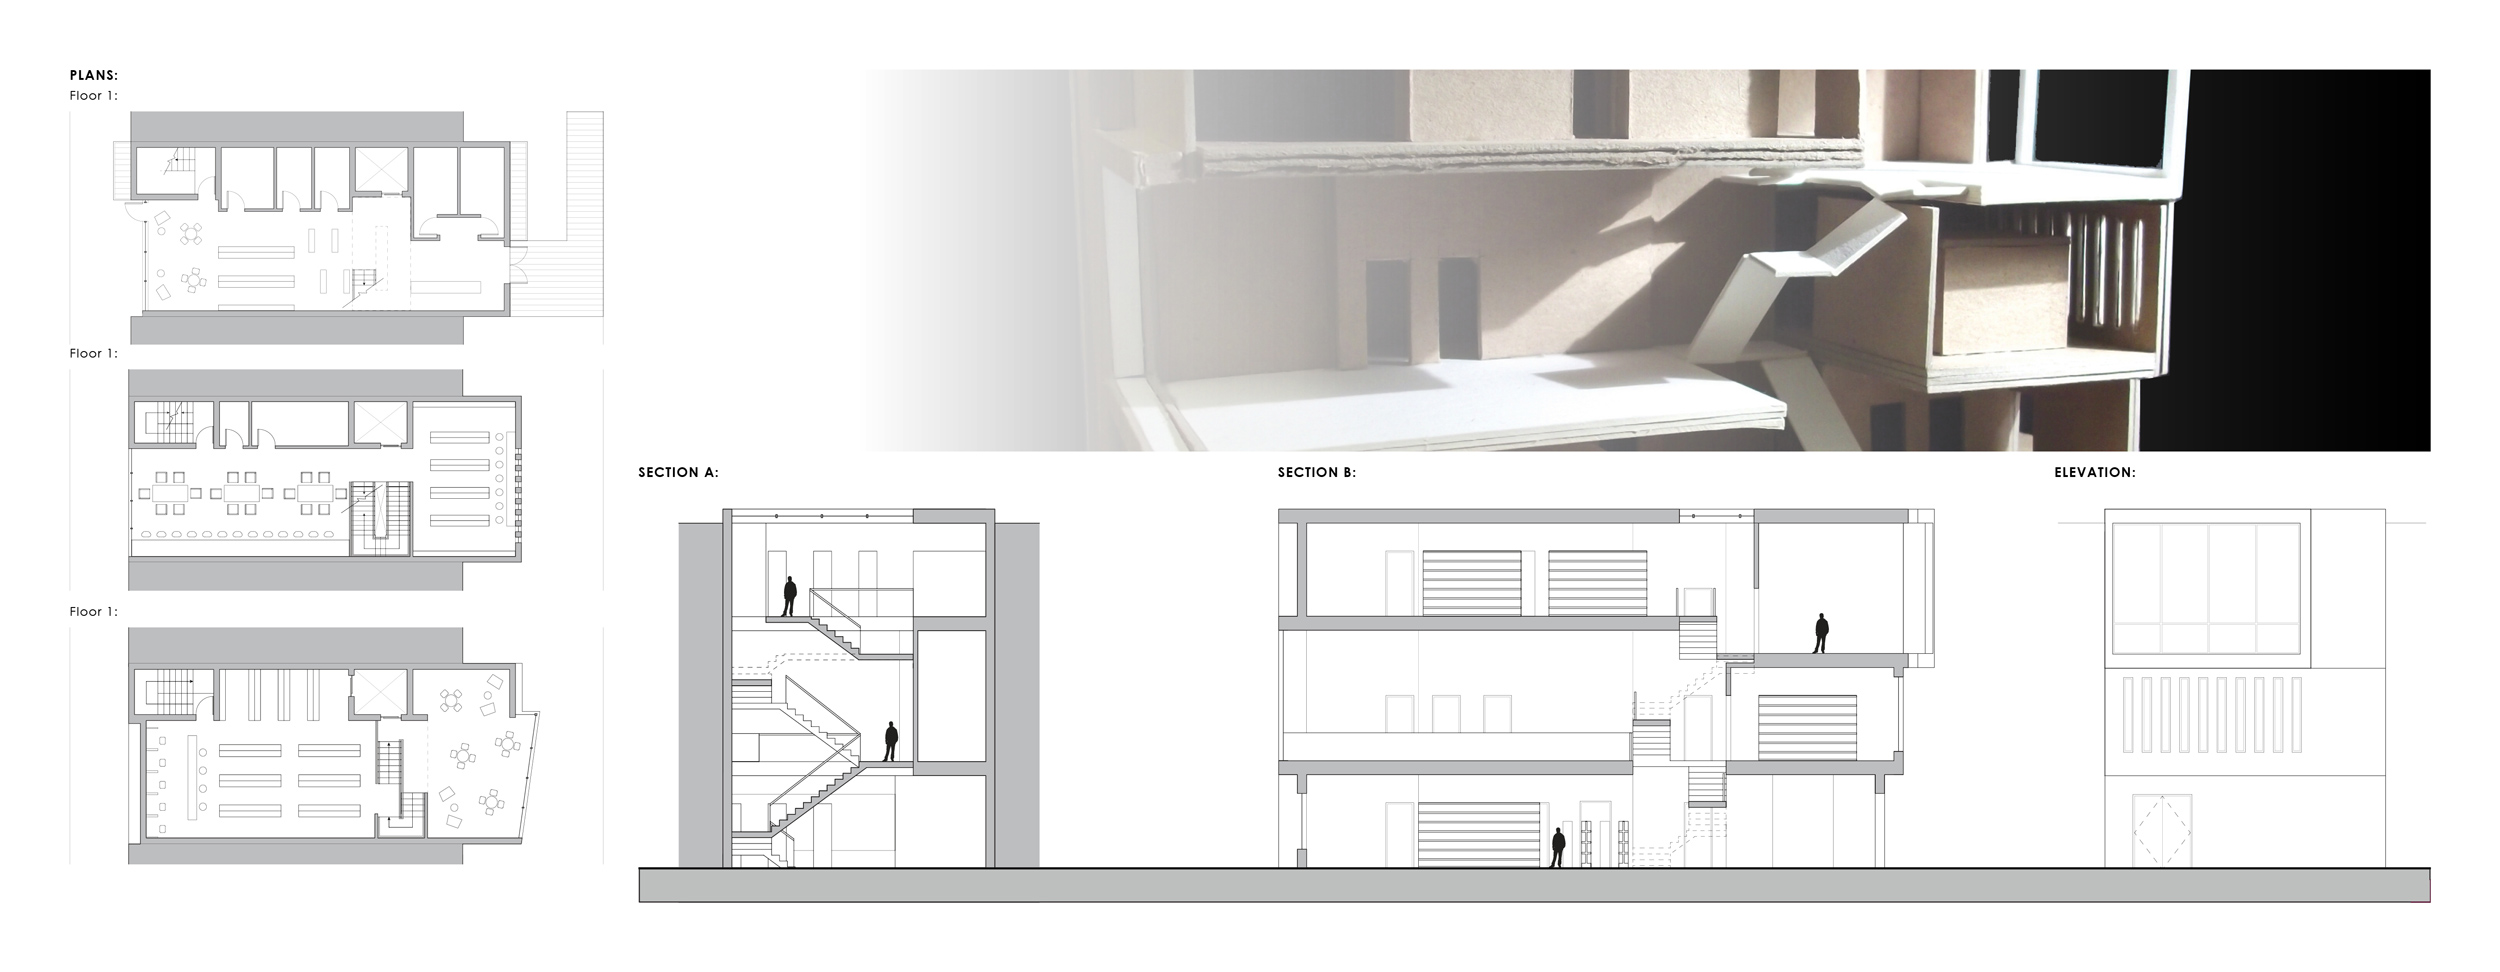 PLANS:
Floor 1:
Floor 1:
Floor 1:
SECTION A:
SECTION B:
ELEVATION: